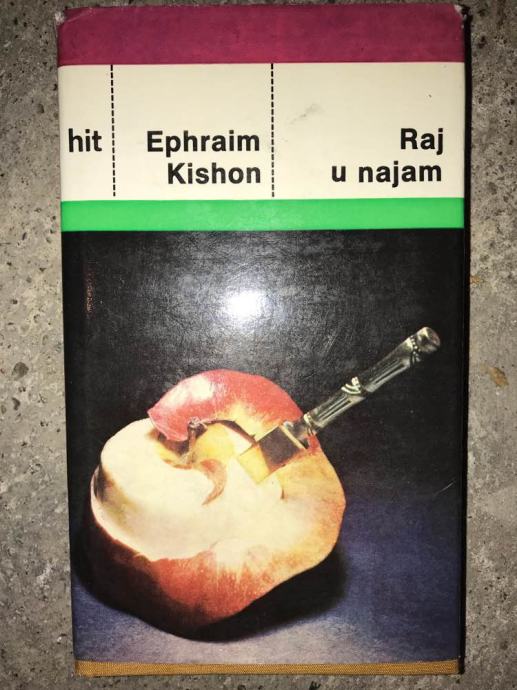 hit
Ephraim
Kishon
Raj
u najam